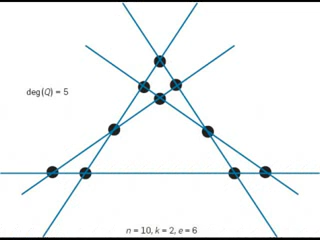 deg(Q) = 5
n = 10, k = 2, e = 6